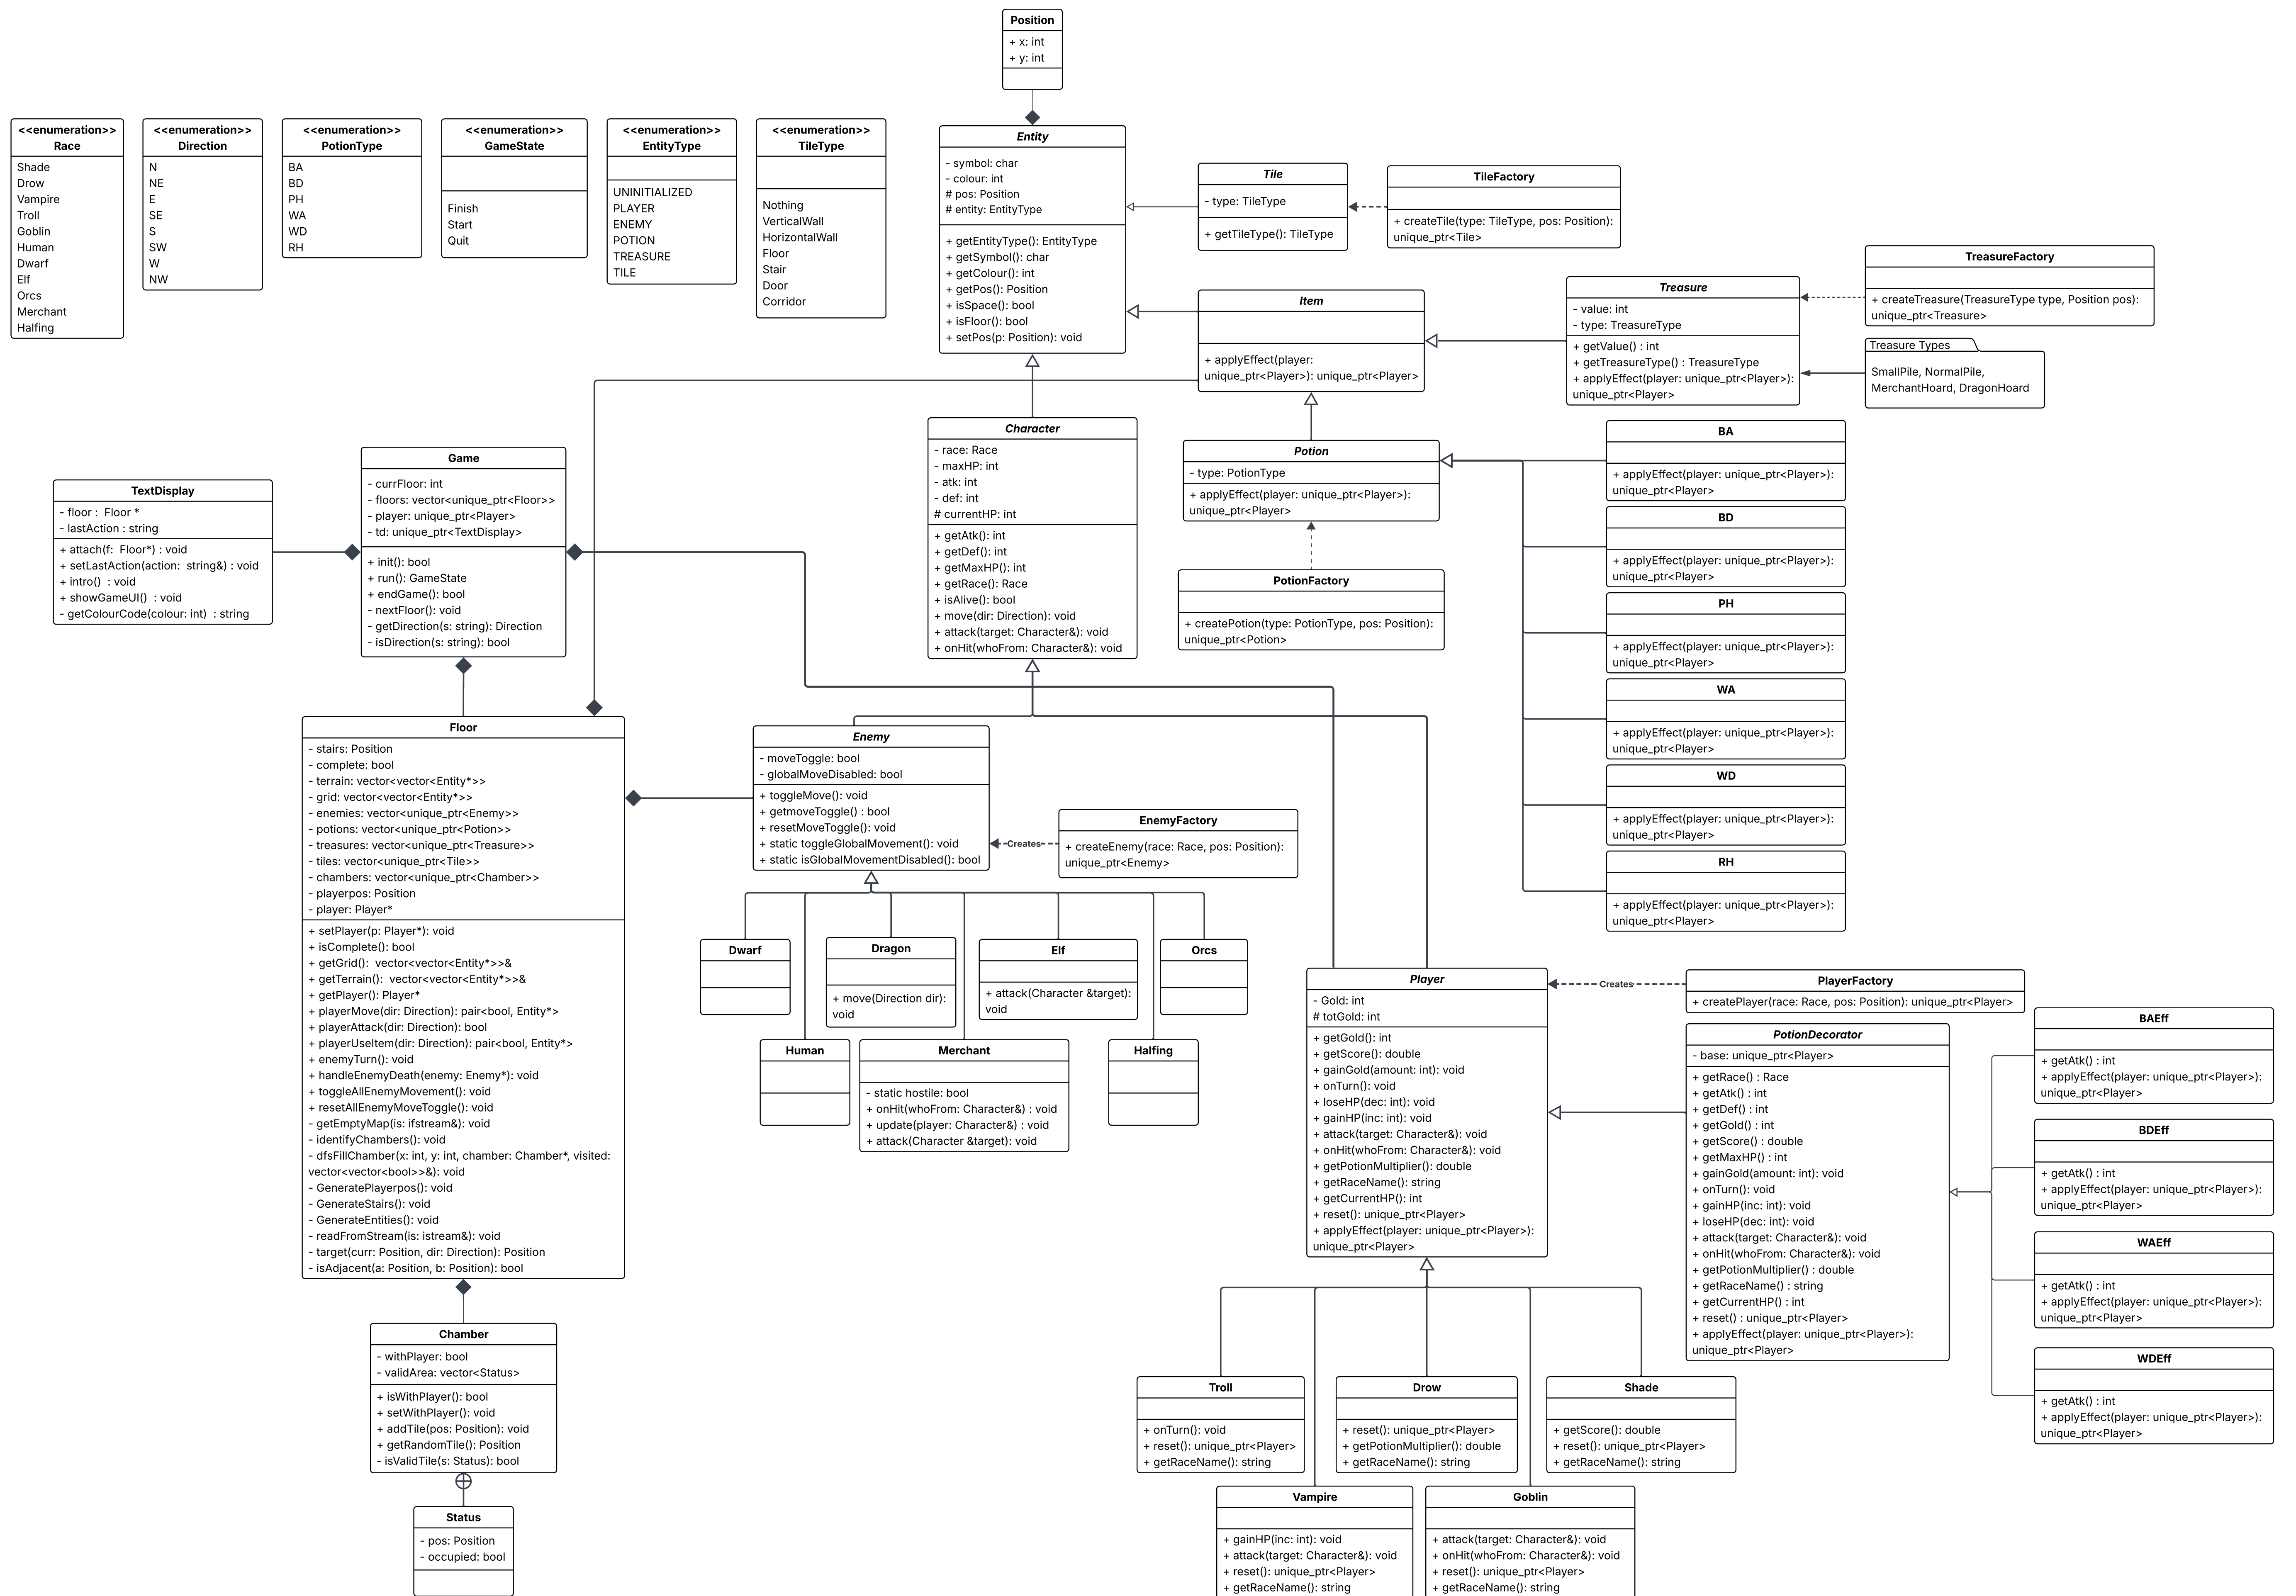 Position
+ x: int
+ y: int
<<enumeration>>
Race
Shade
Drow
Vampire
Troll
Goblin
Human
Dwarf
Elf
Orcs
Merchant
Halfing
<<enumeration>>
Direction
N
NE
E
SE
S
SW
W
NW
<<enumeration>>
PotionType
BA
BD
PH
WA
WD
RH
<<enumeration>>
GameState
Finish
Start
Quit
<<enumeration>>
EntityType
UNINITIALIZED
PLAYER
ENEMY
POTION
TREASURE
TILE
<<enumeration>>
TileType
Nothing
VerticalWall
HorizontalWall
Floor
Stair
Door
Corridor
Entity
- symbol: char
- colour: int
# pos: Position
# entity: EntityType
+ getEntityType(): EntityType
+ getSymbol(): char
+ getColour(): int
+ getPos(): Position
+ isSpace(): bool
+ isFloor(): bool
+ setPos(p: Position): void
Tile
- type: TileType
+ getTileType(): TileType
TileFactory
+ createTile(type: TileType, pos: Position):
unique_ptr<Tile>
Item
+ applyEffect(player:
unique_ptr<Player>): unique_ptr<Player>
Treasure
- value: int
- type: TreasureType
+ getValue() : int
+ getTreasureType() : TreasureType
+ applyEffect(player: unique_ptr<Player>):
unique_ptr<Player>
TreasureFactory
+ createTreasure(TreasureType type, Position pos):
unique_ptr<Treasure>
Treasure Types
SmallPile, NormalPile,
MerchantHoard, DragonHoard
Character
- race: Race
- maxHP: int
- atk: int
- def: int
# currentHP: int
+ getAtk(): int
+ getDef(): int
+ getMaxHP(): int
+ getRace(): Race
+ isAlive(): bool
+ move(dir: Direction): void
+ attack(target: Character&): void
+ onHit(whoFrom: Character&): void
Potion
- type: PotionType
+ applyEffect(player: unique_ptr<Player>):
unique_ptr<Player>
PotionFactory
+ createPotion(type: PotionType, pos: Position):
unique_ptr<Potion>
BA
+ applyEffect(player: unique_ptr<Player>):
unique_ptr<Player>
BD
+ applyEffect(player: unique_ptr<Player>):
unique_ptr<Player>
PH
+ applyEffect(player: unique_ptr<Player>):
unique_ptr<Player>
WA
+ applyEffect(player: unique_ptr<Player>):
unique_ptr<Player>
WD
+ applyEffect(player: unique_ptr<Player>):
unique_ptr<Player>
RH
+ applyEffect(player: unique_ptr<Player>):
unique_ptr<Player>
TextDisplay
- floor :  Floor *
- lastAction : string
+ attach(f:  Floor*) : void
+ setLastAction(action:  string&) : void
+ intro()  : void
+ showGameUI()  : void
- getColourCode(colour: int)  : string
Game
- currFloor: int
- floors: vector<unique_ptr<Floor>>
- player: unique_ptr<Player>
- td: unique_ptr<TextDisplay>
+ init(): bool
+ run(): GameState
+ endGame(): bool
- nextFloor(): void
- getDirection(s: string): Direction
- isDirection(s: string): bool
Floor
- stairs: Position
- complete: bool
- terrain: vector<vector<Entity*>>
- grid: vector<vector<Entity*>>
- enemies: vector<unique_ptr<Enemy>>
- potions: vector<unique_ptr<Potion>>
- treasures: vector<unique_ptr<Treasure>>
- tiles: vector<unique_ptr<Tile>>
- chambers: vector<unique_ptr<Chamber>>
- playerpos: Position
- player: Player*
+ setPlayer(p: Player*): void
+ isComplete(): bool
+ getGrid():  vector<vector<Entity*>>&
+ getTerrain():  vector<vector<Entity*>>&
+ getPlayer(): Player*
+ playerMove(dir: Direction): pair<bool, Entity*>
+ playerAttack(dir: Direction): bool
+ playerUseItem(dir: Direction): pair<bool, Entity*>
+ enemyTurn(): void
+ handleEnemyDeath(enemy: Enemy*): void
+ toggleAllEnemyMovement(): void
+ resetAllEnemyMoveToggle(): void
- getEmptyMap(is: ifstream&): void
- identifyChambers(): void
- dfsFillChamber(x: int, y: int, chamber: Chamber*, visited:
vector<vector<bool>>&): void
- GeneratePlayerpos(): void
- GenerateStairs(): void
- GenerateEntities(): void
- readFromStream(is: istream&): void
- target(curr: Position, dir: Direction): Position
- isAdjacent(a: Position, b: Position): bool
Enemy
- moveToggle: bool
- globalMoveDisabled: bool
+ toggleMove(): void
+ getmoveToggle() : bool
+ resetMoveToggle(): void
+ static toggleGlobalMovement(): void
+ static isGlobalMovementDisabled(): bool
Creates
EnemyFactory
+ createEnemy(race: Race, pos: Position):
unique_ptr<Enemy>
Dwarf
Dragon
+ move(Direction dir):
void
Elf
+ attack(Character &target):
void
Orcs
Human
Merchant
- static hostile: bool
+ onHit(whoFrom: Character&) : void
+ update(player: Character&) : void
+ attack(Character &target): void
Halfing
Player
- Gold: int
# totGold: int
+ getGold(): int
+ getScore(): double
+ gainGold(amount: int): void
+ onTurn(): void
+ loseHP(dec: int): void
+ gainHP(inc: int): void
+ attack(target: Character&): void
+ onHit(whoFrom: Character&): void
+ getPotionMultiplier(): double
+ getRaceName(): string
+ getCurrentHP(): int
+ reset(): unique_ptr<Player>
+ applyEffect(player: unique_ptr<Player>):
unique_ptr<Player>
Creates
PlayerFactory
+ createPlayer(race: Race, pos: Position): unique_ptr<Player>
PotionDecorator
- base: unique_ptr<Player>
+ getRace() : Race
+ getAtk() : int
+ getDef() : int
+ getGold() : int
+ getScore() : double
+ getMaxHP() : int
+ gainGold(amount: int): void
+ onTurn(): void
+ gainHP(inc: int): void
+ loseHP(dec: int): void
+ attack(target: Character&): void
+ onHit(whoFrom: Character&): void
+ getPotionMultiplier() : double
+ getRaceName() : string
+ getCurrentHP() : int
+ reset() : unique_ptr<Player>
+ applyEffect(player: unique_ptr<Player>):
unique_ptr<Player>
BAEff
+ getAtk() : int
+ applyEffect(player: unique_ptr<Player>):
unique_ptr<Player>
BDEff
+ getAtk() : int
+ applyEffect(player: unique_ptr<Player>):
unique_ptr<Player>
WAEff
+ getAtk() : int
+ applyEffect(player: unique_ptr<Player>):
unique_ptr<Player>
WDEff
+ getAtk() : int
+ applyEffect(player: unique_ptr<Player>):
unique_ptr<Player>
Chamber
- withPlayer: bool
- validArea: vector<Status>
+ isWithPlayer(): bool
+ setWithPlayer(): void
+ addTile(pos: Position): void
+ getRandomTile(): Position
- isValidTile(s: Status): bool
Status
- pos: Position
- occupied: bool
Troll
+ onTurn(): void
+ reset(): unique_ptr<Player>
+ getRaceName(): string
Drow
+ reset(): unique_ptr<Player>
+ getPotionMultiplier(): double
+ getRaceName(): string
Shade
+ getScore(): double
+ reset(): unique_ptr<Player>
+ getRaceName(): string
Vampire
+ gainHP(inc: int): void
+ attack(target: Character&): void
+ reset(): unique_ptr<Player>
+ getRaceName(): string
Goblin
+ attack(target: Character&): void
+ onHit(whoFrom: Character&): void
+ reset(): unique_ptr<Player>
+ getRaceName(): string